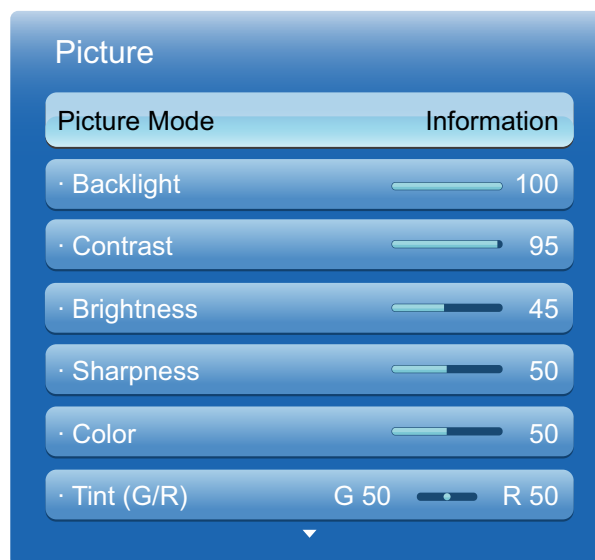 Picture
Picture Mode Information
· Backlight 100
· Contrast 95
· Brightness 45
· Sharpness 50
· Color 50
· Tint (G/R) G 50 R 50